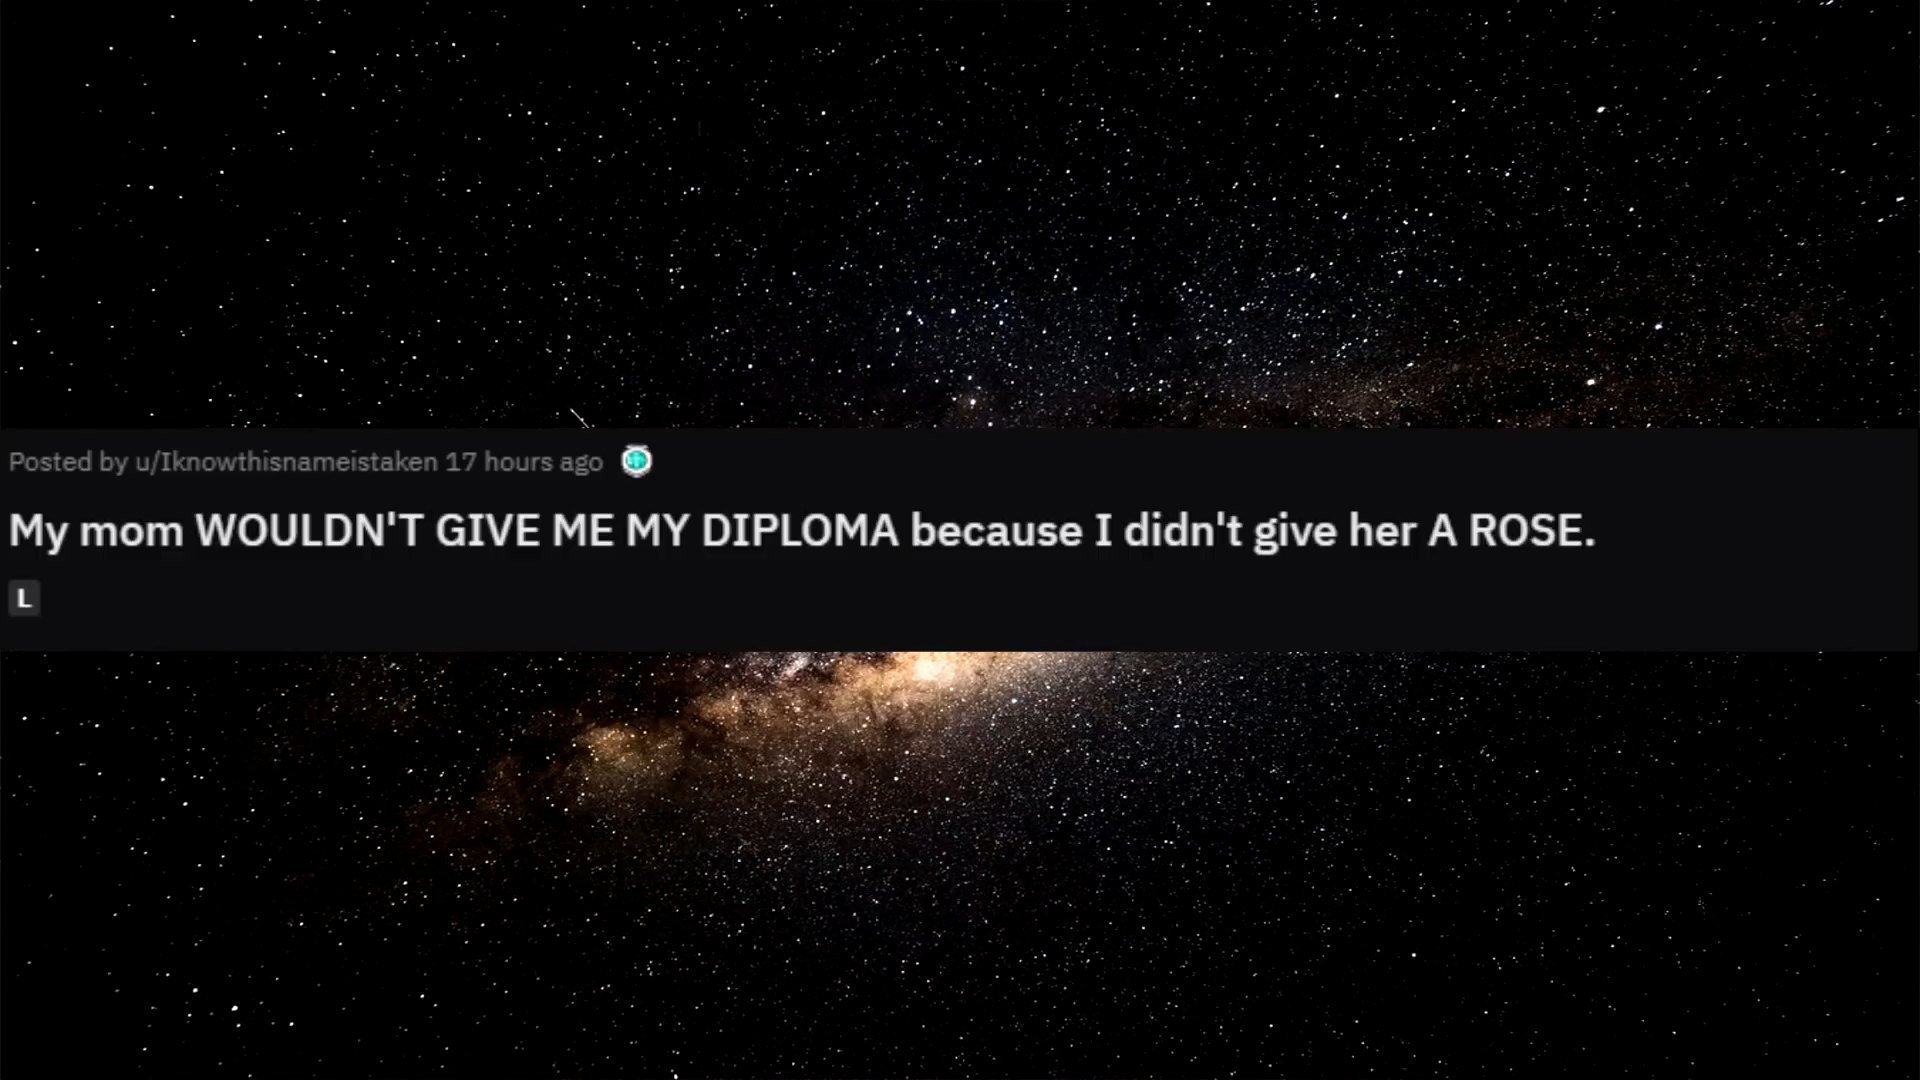 Posted by u/Iknowthisnameistaken 17 hours ago
My mom WOULDN'T GIVE ME MY DIPLOMA because I didn't give her A ROSE.
L